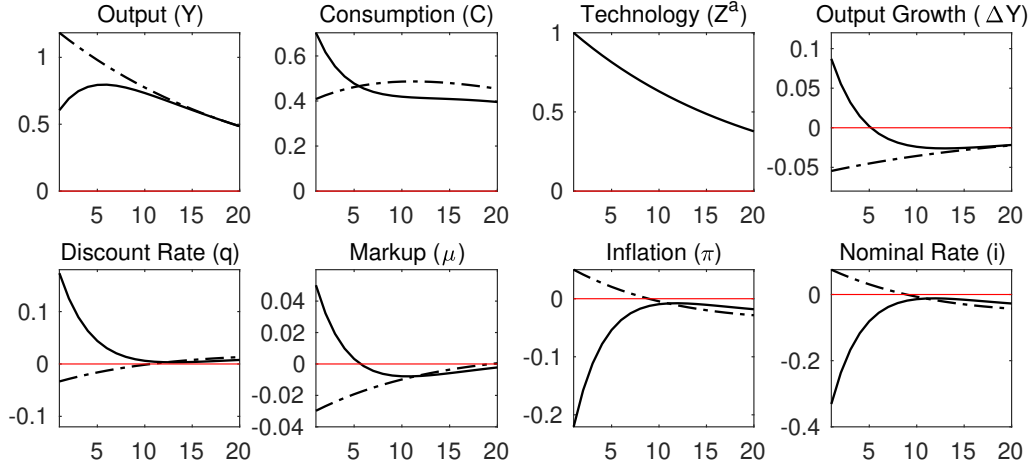 Output (Y)
Consumption (C)
Technology (Z^a)
Output Growth ( ΔY)
1
0.5
0
5 10 15 20
0.6
0.4
0.2
0
5 10 15 20
1
0.5
0
5 10 15 20
0.1
0.05
0
-0.05
5 10 15 20
Discount Rate (q)
Markup (μ)
Inflation (π)
Nominal Rate (i)
0.1
0
-0.1
5 10 15 20
0.04
0.02
0
-0.02
-0.04
5 10 15 20
0
-0.1
-0.2
5 10 15 20
0
-0.2
-0.4
5 10 15 20